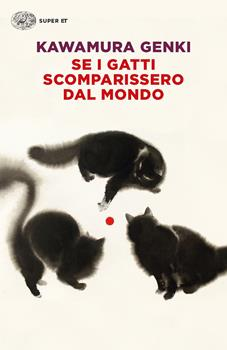 SUPER ET
KAWAMURA GENKI
SE I GATTI
SCOMPARISSERO
DAL MONDO